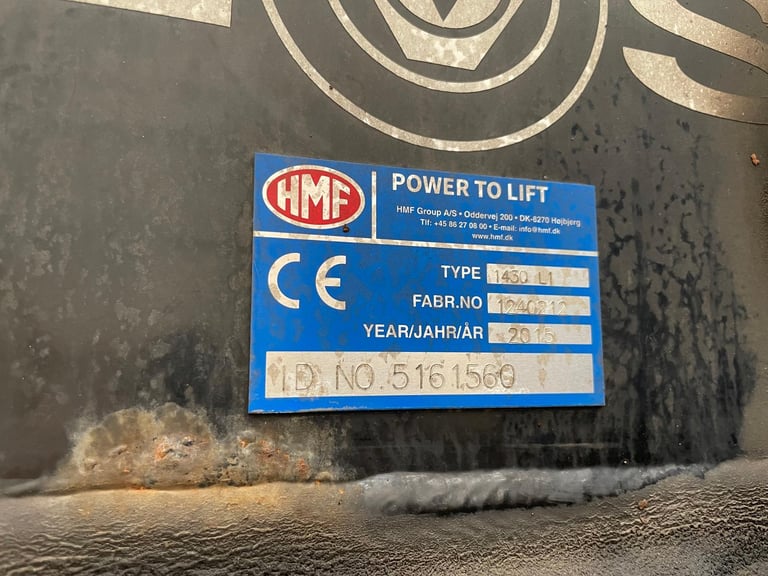 HMF
POWER TO LIFT
HMF Group A/S • Oddervej 200 • DK-8270 Højbjerg
Tlf: +45 86 27 08 00 • E-mail: info@hmf.dk
www.hmf.dk
CE
TYPE 1430 L1
FABR.NO 1240212
YEAR/JAHR/ÅR 2015
ID NO.5161560